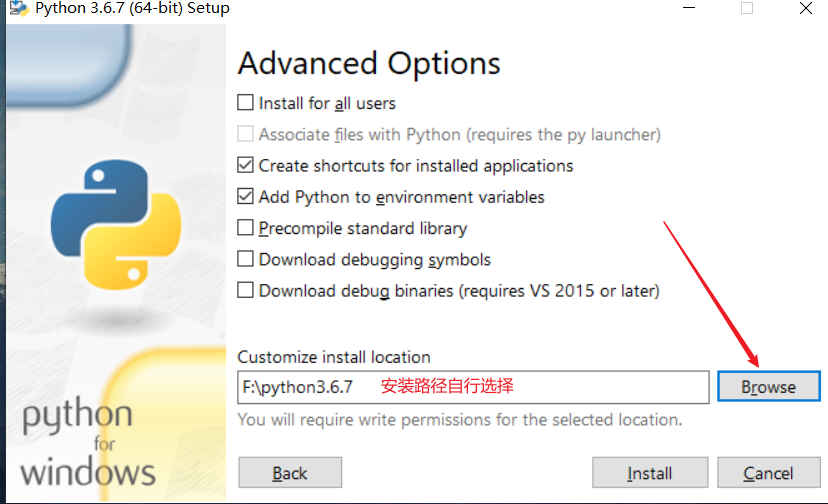 Python 3.6.7 (64-bit) Setup
Advanced Options
Install for all users
Associate files with Python (requires the py launcher)
Create shortcuts for installed applications
Add Python to environment variables
Precompile standard library
Download debugging symbols
Download debug binaries (requires VS 2015 or later)
Customize install location
F:\python3.6.7 安装路径自行选择 Browse
You will require write permissions for the selected location.
python
for
windows
Back Install Cancel